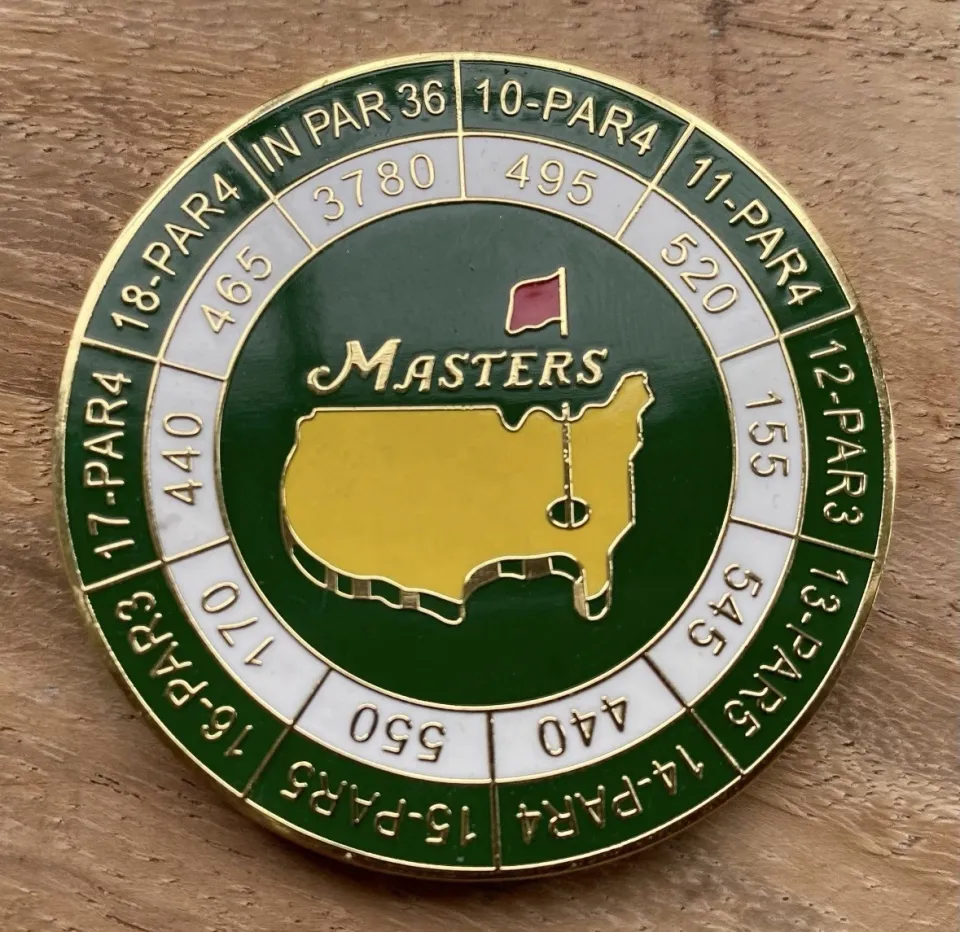 MASTERS
IN PAR 36
3780
10-PAR4
495
11-PAR4
520
12-PAR3
155
13-PAR5
545
14-PAR4
440
15-PAR5
550
16-PAR3
170
17-PAR4
440
18-PAR4
465